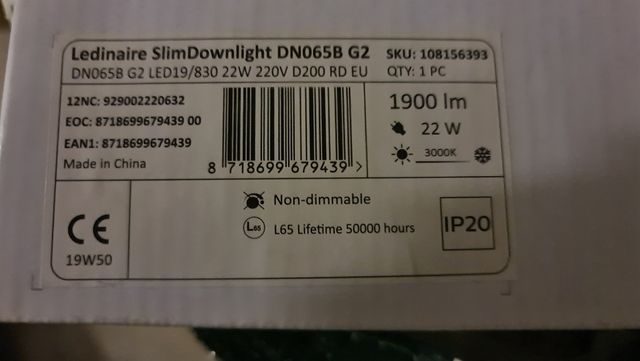 Ledinaire SlimDownlight DN065B G2
SKU: 108156393
DN065B G2 LED19/830 22W 220V D200 RD EU
QTY: 1 PC
12NC: 929002220632
EOC: 8718699679439 00
EAN1: 8718699679439
Made in China
8 718699 679439 >
1900 lm
22 W
3000K
CE
19W50
Non-dimmable
L65
L65 Lifetime 50000 hours
IP20